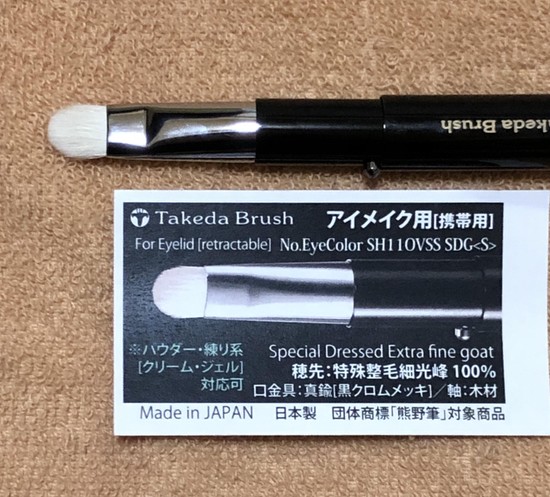 akeda Brush
Takeda Brush アイメイク用[携帯用]
For Eyelid [retractable] No.EyeColor SH11OVSS SDG<S>
※パウダー・練り系
[クリーム・ジェル]
対応可
Special Dressed Extra fine goat
穂先：特殊整毛細光峰 100%
口金具：真鍮[黒クロムメッキ]／軸：木材
Made in JAPAN 日本製 団体商標「熊野筆」対象商品